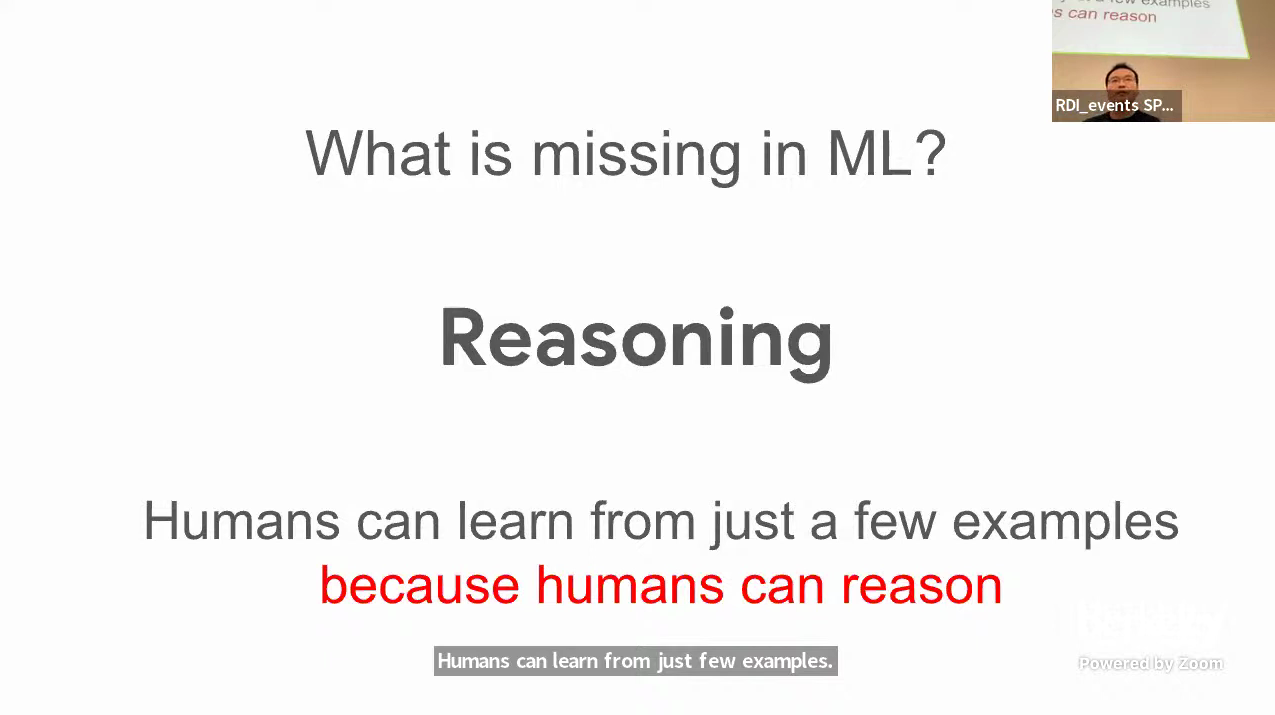 What is missing in ML?
Reasoning
Humans can learn from just a few examples
because humans can reason
a few examples
can reason
RDI_events SP...
Humans can learn from just few examples.
Powered by Zoom